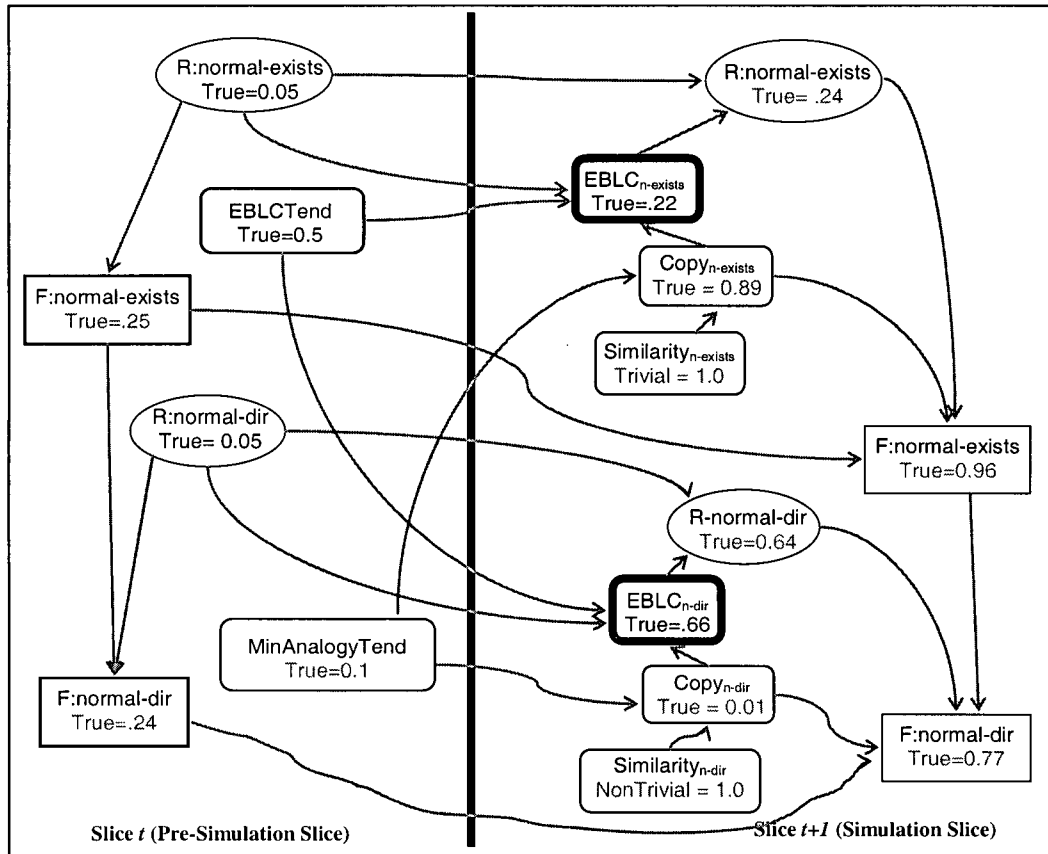 R:normal-exists
True=0.05
R:normal-exists
True= .24
EBLCn-exists
True=.22
EBLCTend
True=0.5
Copyn-exists
True = 0.89
F:normal-exists
True=.25
Similarityn-exists
Trivial = 1.0
R:normal-dir
True= 0.05
F:normal-exists
True=0.96
R-normal-dir
True=0.64
EBLCn-dir
True=.66
MinAnalogyTend
True=0.1
Copyn-dir
True = 0.01
F:normal-dir
True=.24
F:normal-dir
True=0.77
Similarityn-dir
NonTrivial = 1.0
Slice t (Pre-Simulation Slice)
Slice t+1 (Simulation Slice)